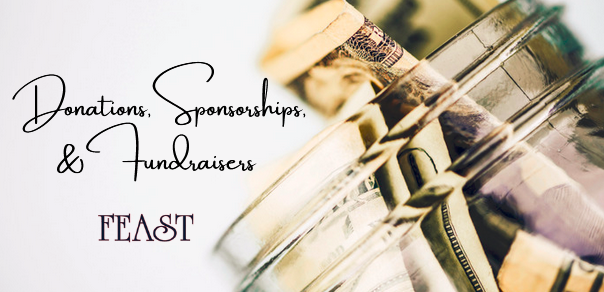 Donations, Sponsorships,
& Fundraisers
FEAST